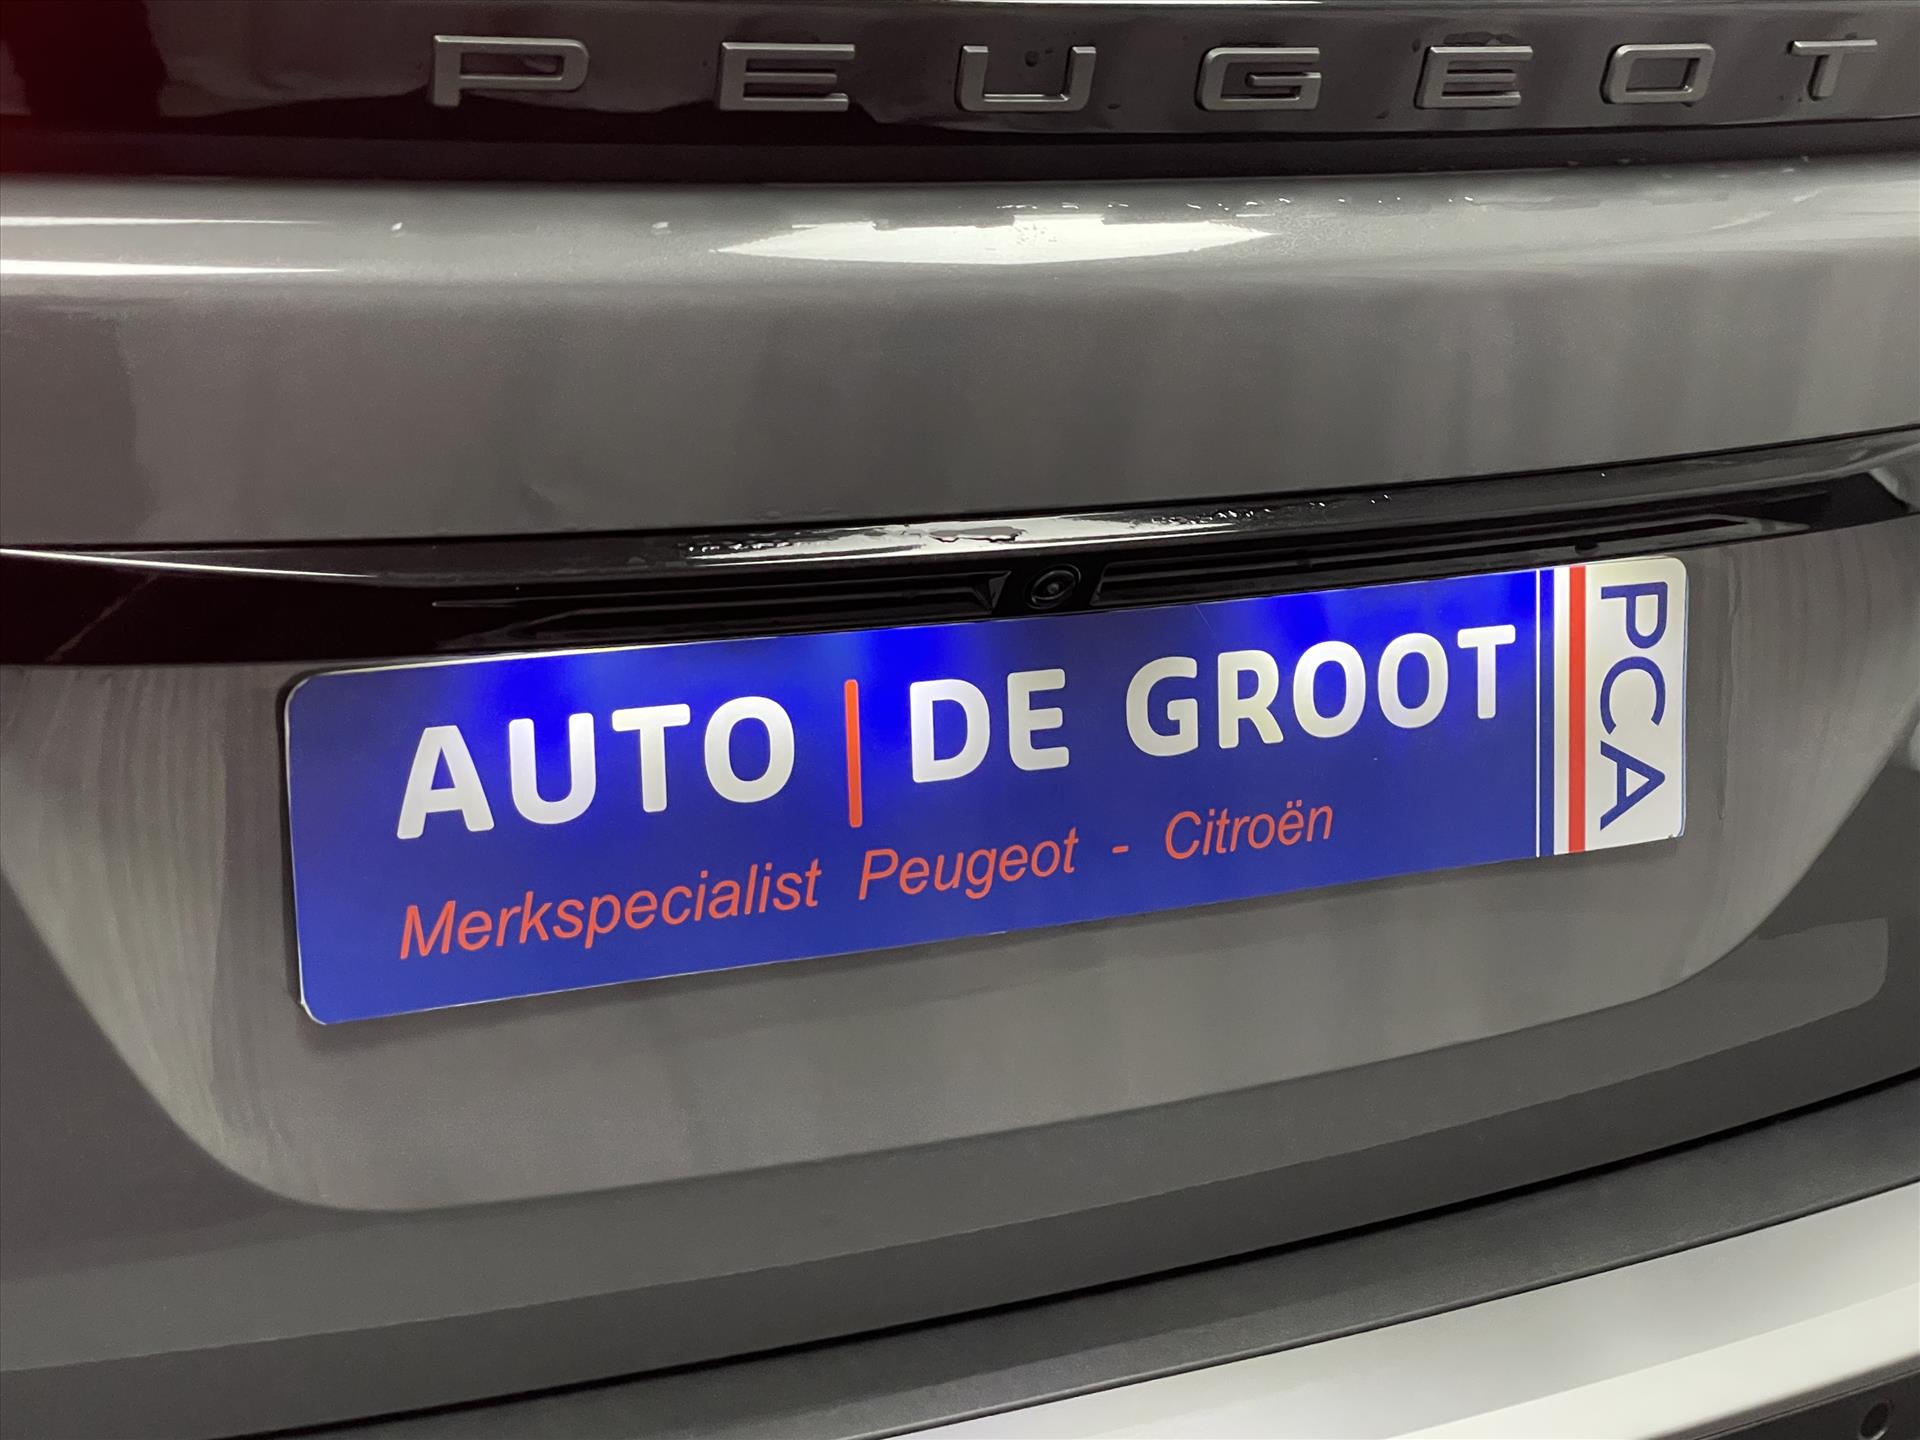 PEUGEOT
AUTO | DE GROOT
Merkspecialist Peugeot - Citroën
PCA